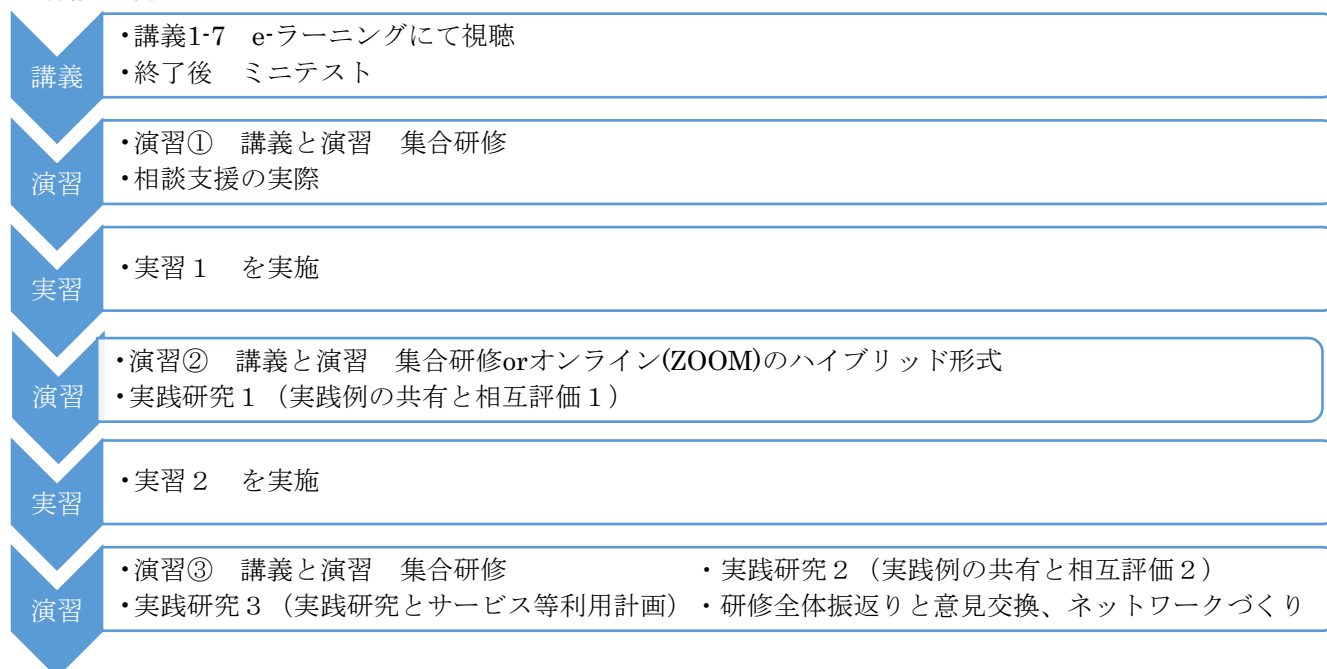 講義
・講義1-7　e-ラーニングにて視聴
・終了後　ミニテスト
演習
・演習①　講義と演習　集合研修
・相談支援の実際
実習
・実習１　を実施
演習
・演習②　講義と演習　集合研修orオンライン(ZOOM)のハイブリッド形式
・実践研究１（実践例の共有と相互評価１）
実習
・実習２　を実施
演習
・演習③　講義と演習　集合研修　・実践研究２（実践例の共有と相互評価２）
・実践研究３（実践研究とサービス等利用計画）・研修全体振返りと意見交換、ネットワークづくり